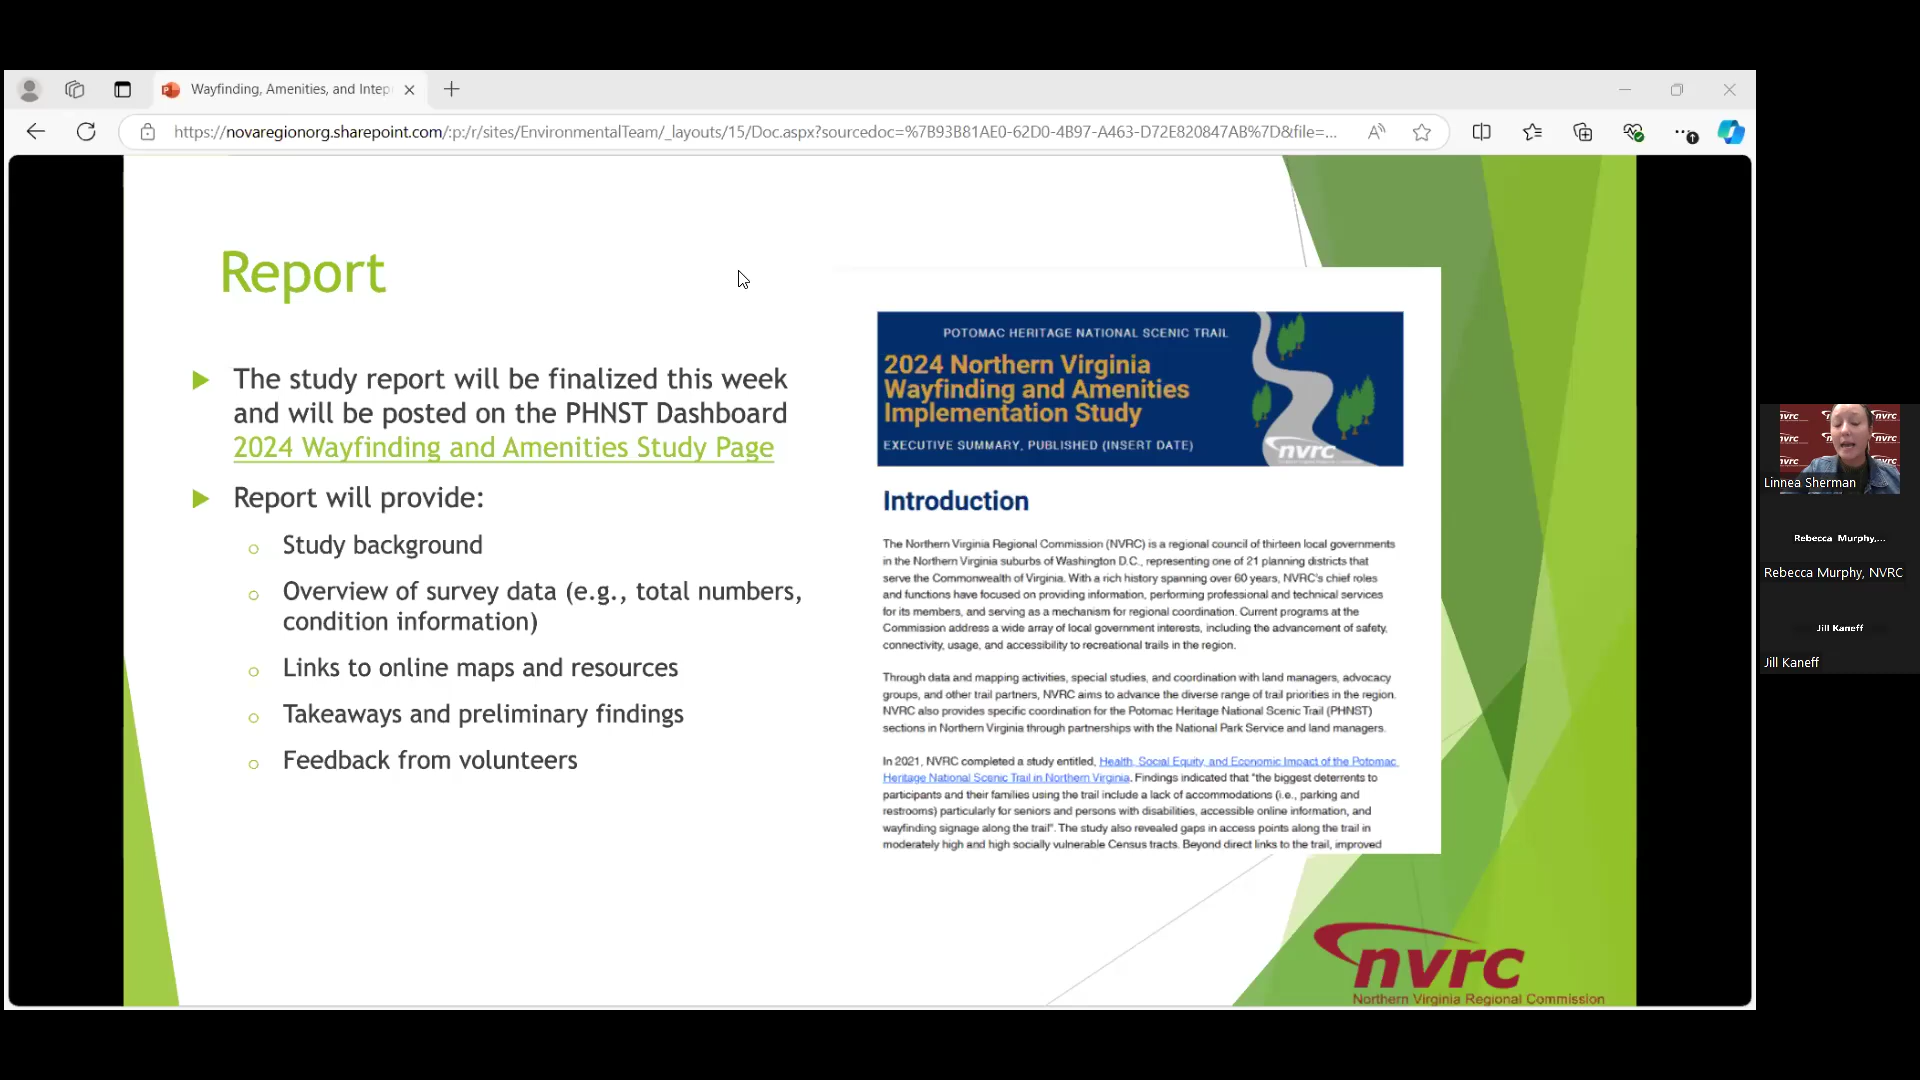 Wayfinding, Amenities, and Intep
https://novaregionorg.sharepoint.com/:p:/r/sites/EnvironmentalTeam/_layouts/15/Doc.aspx?sourcedoc=%7B93B81AE0-62D0-4B97-A463-D72E820847AB%7D&file=...
Report
The study report will be finalized this week
and will be posted on the PHNST Dashboard
2024 Wayfinding and Amenities Study Page
Report will provide:
Study background
Overview of survey data (e.g., total numbers,
condition information)
Links to online maps and resources
Takeaways and preliminary findings
Feedback from volunteers
POTOMAC HERITAGE NATIONAL SCENIC TRAIL
2024 Northern Virginia
Wayfinding and Amenities
Implementation Study
EXECUTIVE SUMMARY, PUBLISHED (INSERT DATE)
nvrc
Introduction
The Northern Virginia Regional Commission (NVRC) is a regional council of thirteen local governments
in the Northern Virginia suburbs of Washington D.C., representing one of 21 planning districts that
serve the Commonwealth of Virginia. With a rich history spanning over 60 years, NVRC's chief roles
and functions have focused on providing information, performing professional and technical services
for its members, and serving as a mechanism for regional coordination. Current programs at the
Commission address a wide array of local government interests, including the advancement of safety,
connectivity, usage, and accessibility to recreational trails in the region.
Through data and mapping activities, special studies, and coordination with land managers, advocacy
groups, and other trail partners, NVRC aims to advance the diverse range of trail priorities in the region.
NVRC also provides specific coordination for the Potomac Heritage National Scenic Trail (PHNST)
sections in Northern Virginia through partnerships with the National Park Service and land managers.
In 2021, NVRC completed a study entitled, Health, Social Equity, and Economic Impact of the Potomac
Heritage National Scenic Trail in Northern Virginia. Findings indicated that "the biggest deterrents to
participants and their families using the trail include a lack of accommodations (i.e., parking and
restrooms) particularly for seniors and persons with disabilities, accessible online information, and
wayfinding signage along the trail". The study also revealed gaps in access points along the trail in
moderately high and high socially vulnerable Census tracts. Beyond direct links to the trail, improved
nvrc
Northern Virginia Regional Commission
Linnea Sherman
Rebecca Murphy,...
Rebecca Murphy, NVRC
Jill Kaneff
Jill Kaneff